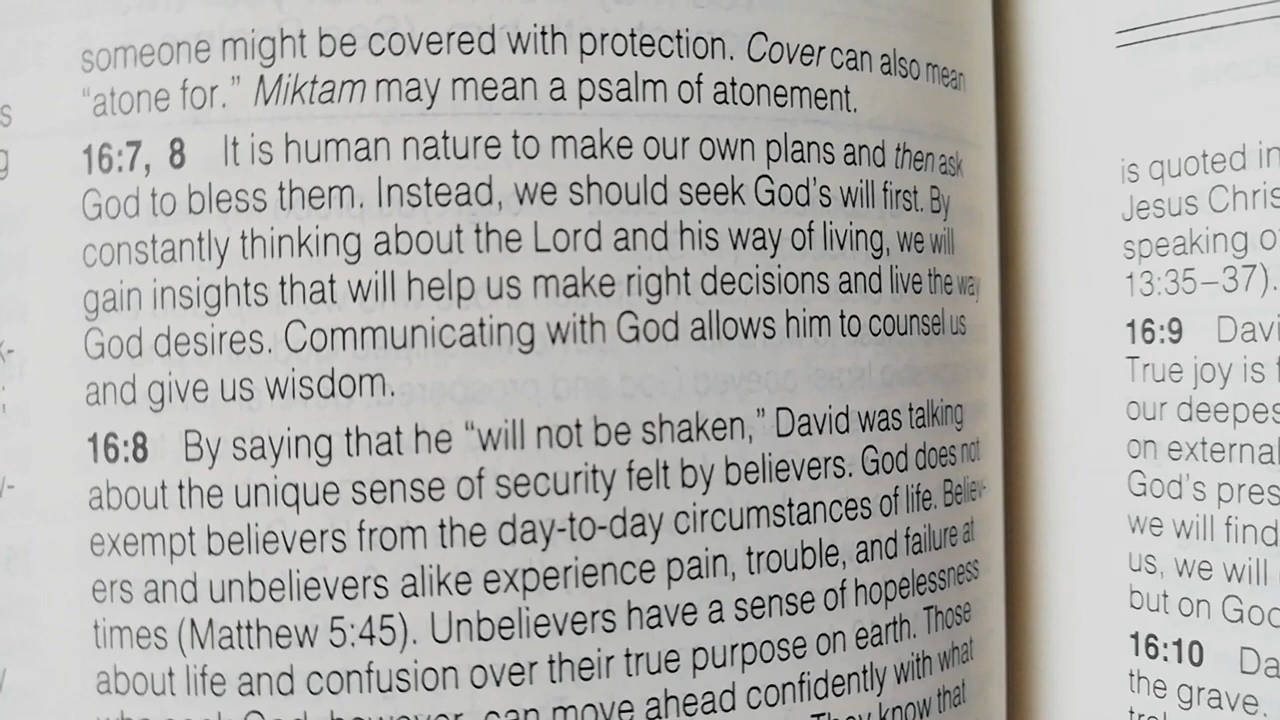 someone might be covered with protection. Cover can also mean
“atone for.” Miktam may mean a psalm of atonement.
16:7, 8 It is human nature to make our own plans and then ask
God to bless them. Instead, we should seek God's will first. By
constantly thinking about the Lord and his way of living, we will
gain insights that will help us make right decisions and live the way
God desires. Communicating with God allows him to counsel us
and give us wisdom.
16:8 By saying that he “will not be shaken,” David was talking
about the unique sense of security felt by believers. God does not
exempt believers from the day-to-day circumstances of life. Believ-
ers and unbelievers alike experience pain, trouble, and failure at
times (Matthew 5:45). Unbelievers have a sense of hopelessness
about life and confusion over their true purpose on earth. Those
who seek God, however, can move ahead confidently with what
They know that
is quoted in
Jesus Chris
speaking o
13:35–37).
16:9 Davi
True joy is
our deepes
on external
God's pres
we will find
us, we will
but on God
16:10 Da
the grave.